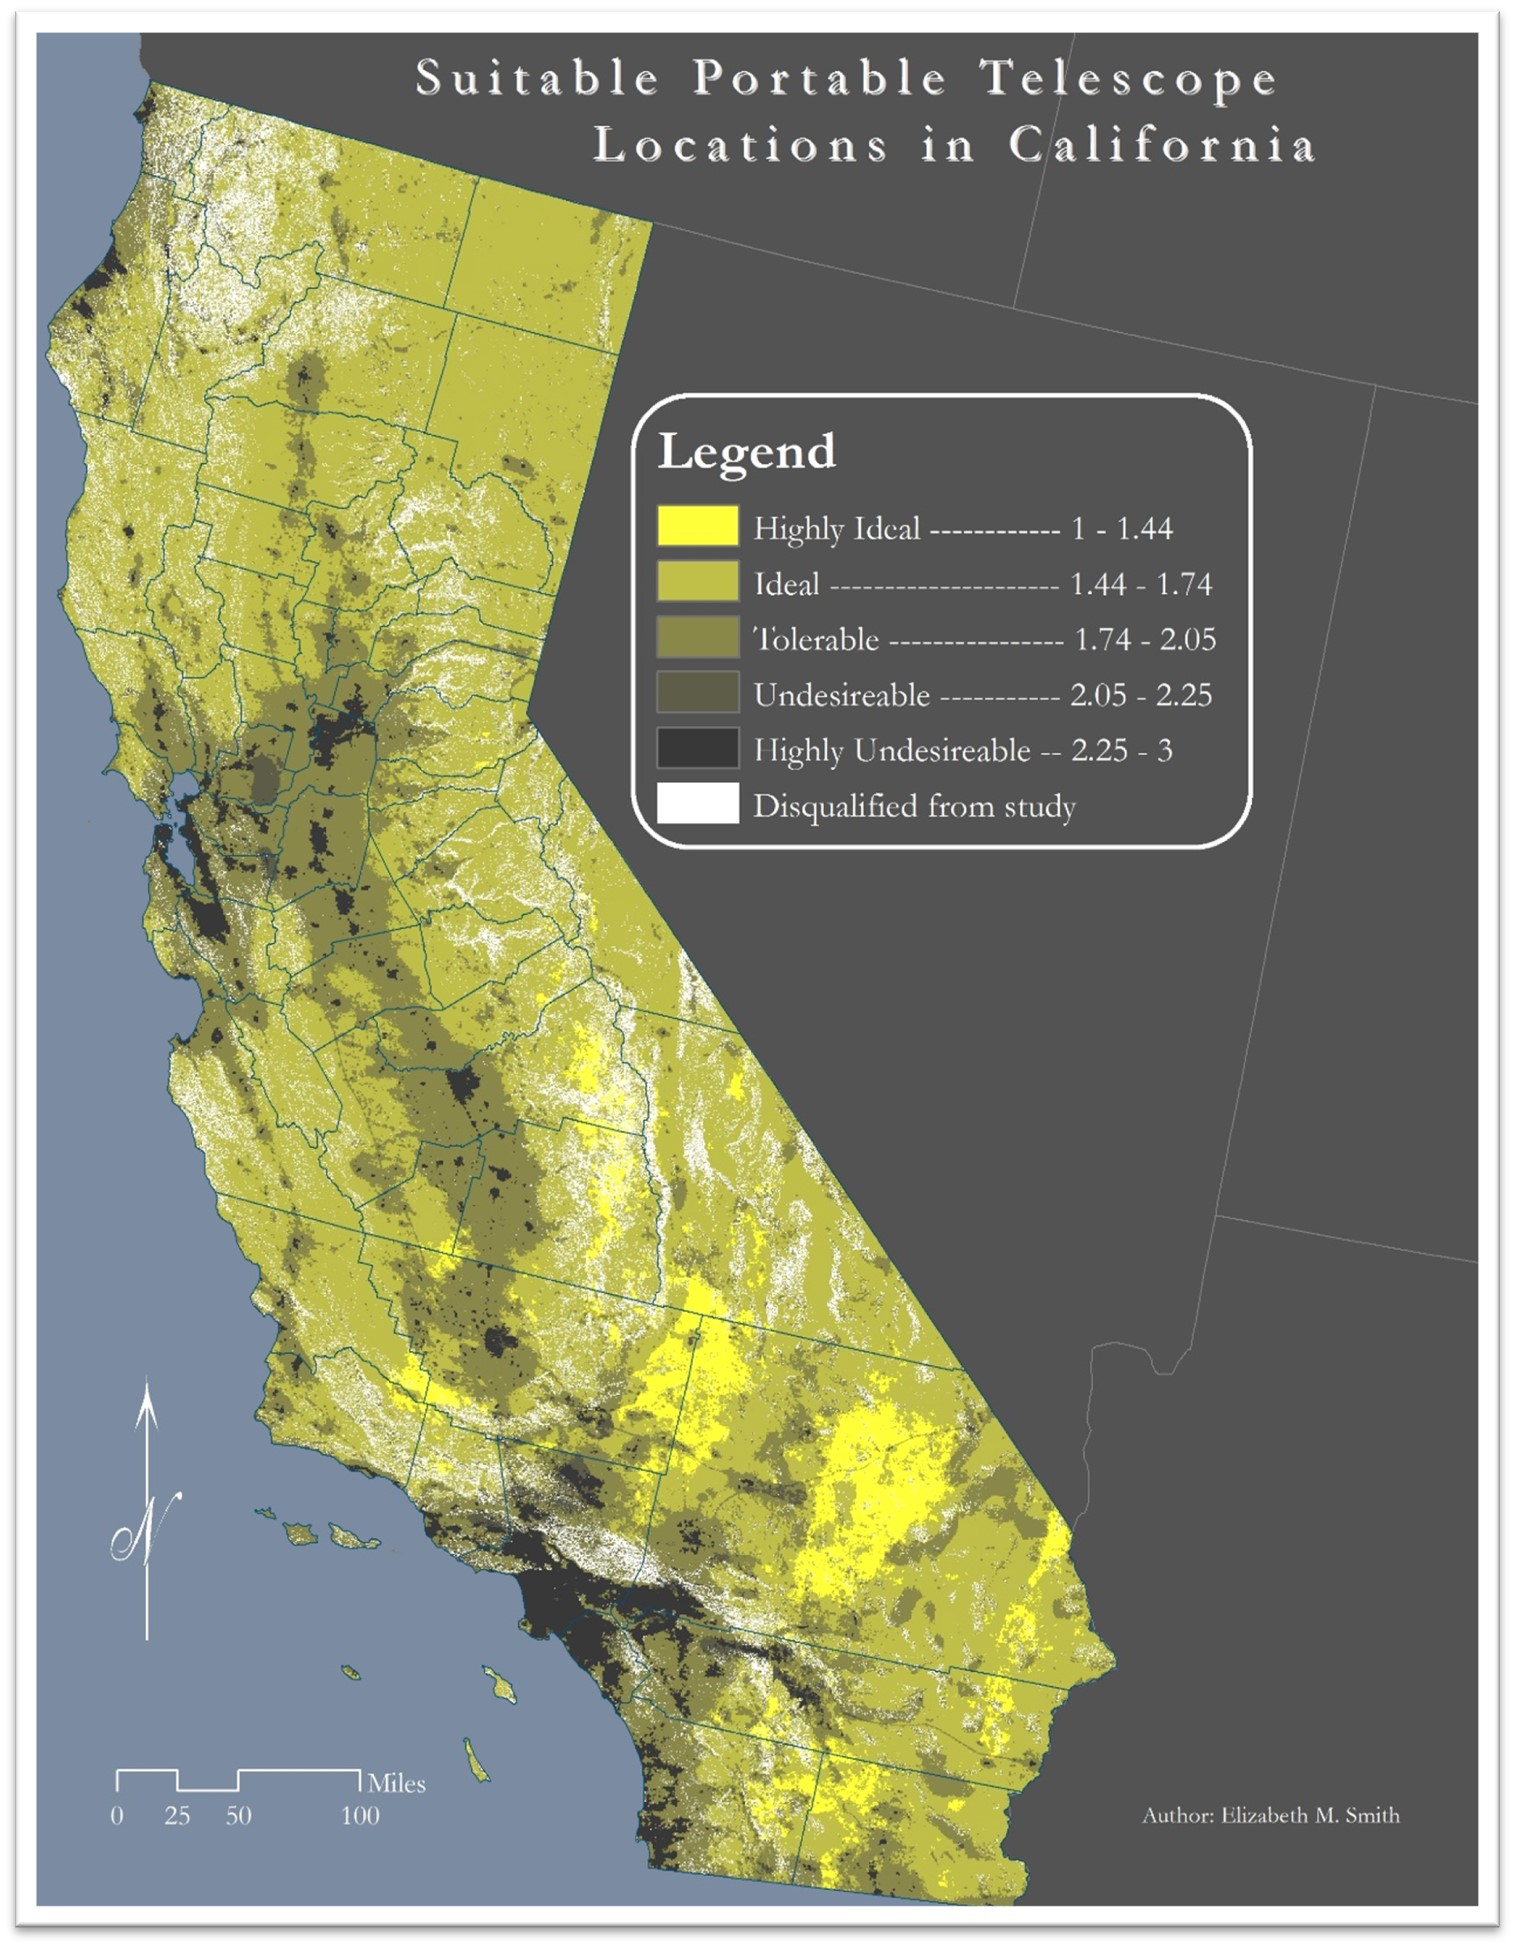 Suitable Portable Telescope
Locations in California
Legend
Highly Ideal ------------ 1 - 1.44
Ideal --------------------- 1.44 - 1.74
Tolerable ---------------- 1.74 - 2.05
Undesireable ----------- 2.05 - 2.25
Highly Undesireable -- 2.25 - 3
Disqualified from study
N
Miles
0 25 50 100
Author: Elizabeth M. Smith